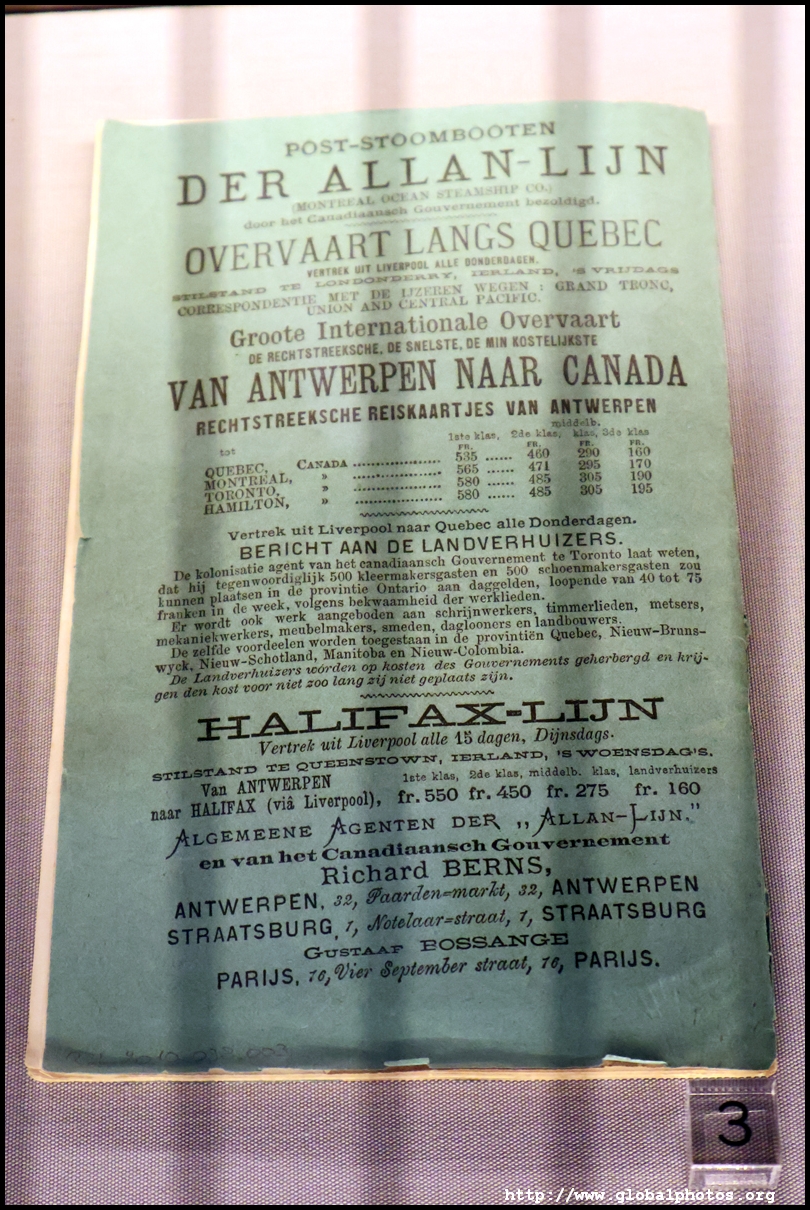 POST-STOOMBOOTEN
DER ALLAN-LIJN
(MONTREAL OCEAN STEAMSHIP CO.)
door het Canadiaansch Gouvernement bezoldigd.
OVERVAART LANGS QUEBEC
VERTREK UIT LIVERPOOL ALLE DONDERDAGEN.
STILSTAND TE LONDONDERRY, IERLAND, 'S VRIJDAGS
CORRESPONDENTIE MET DE IJZEREN WEGEN : GRAND TRONC,
UNION AND CENTRAL PACIFIC.
Groote Internationale Overvaart
DE RECHTSTREEKSCHE, DE SNELSTE, DE MIN KOSTELIJKSTE
VAN ANTWERPEN NAAR CANADA
RECHTSTREEKSCHE REISKAARTJES VAN ANTWERPEN
middelb.
1ste klas, 2de klas, klas, 3de klas
tot FR. FR. FR. FR.
QUEBEC, CANADA .................. 535 ...... 460 290 160
MONTREAL, » .................. 565 ...... 471 295 170
TORONTO, » .................. 580 ...... 485 305 190
HAMILTON, » .................. 580 ...... 485 305 195
Vertrek uit Liverpool naar Quebec alle Donderdagen.
BERICHT AAN DE LANDVERHUIZERS.
De kolonisatie agent van het canadiaansch Gouvernement te Toronto laat weten,
dat hij tegenwoordiglijk 500 kleermakersgasten en 500 schoenmakersgasten zou
kunnen plaatsen in de provintie Ontario aan daggelden, loopende van 40 tot 75
franken in de week, volgens bekwaamheid der werklieden.
Er wordt ook werk aangeboden aan schrijnwerkers, timmerlieden, metsers,
mekaniekwerkers, meubelmakers, smeden, daglooners en landbouwers.
De zelfde voordeelen worden toegestaan in de provintiën Quebec, Nieuw-Bruns-
wyck, Nieuw-Schotland, Manitoba en Nieuw-Colombia.
De Landverhuizers worden op kosten des Gouvernements geherbergd en krij-
gen den kost voor niet zoo lang zij niet geplaats zijn.
HALIFAX-LIJN
Vertrek uit Liverpool alle 15 dagen, Dijnsdags.
STILSTAND TE QUEENSTOWN, IERLAND, 'S WOENSDAG'S.
Van ANTWERPEN 1ste klas, 2de klas, middelb. klas, landverhuizers
naar HALIFAX (viâ Liverpool), fr. 550 fr. 450 fr. 275 fr. 160
ALGEMEENE AGENTEN DER „ ALLAN-LIJN."
en van het Canadiaansch Gouvernement
Richard BERNS,
ANTWERPEN, 32, Paarden=markt, 32, ANTWERPEN
STRAATSBURG, 1, Notelaar=straat, 1, STRAATSBURG
GUSTAAF BOSSANGE
PARIJS, 16, Vier September straat, 16, PARIJS.
3
http://www.globalphotos.org